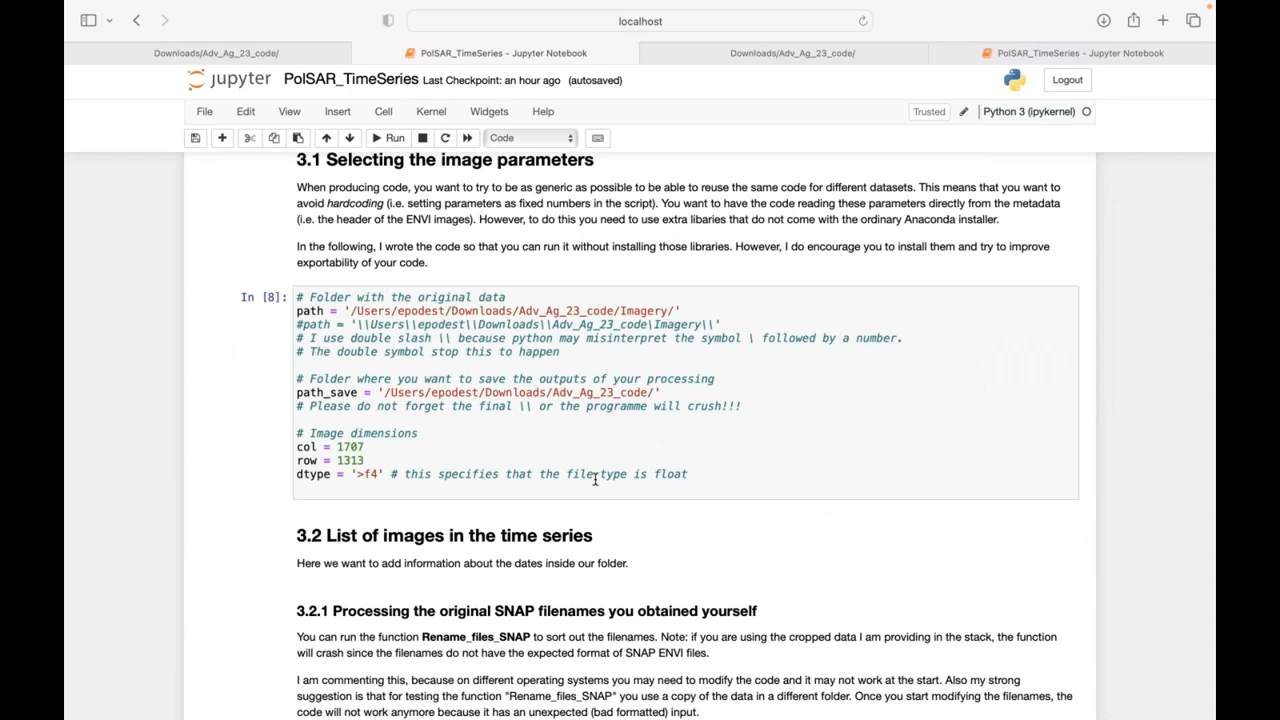 localhost
Downloads/Adv_Ag_23_code/
PolSAR_TimeSeries - Jupyter Notebook
Downloads/Adv_Ag_23_code/
PolSAR_TimeSeries - Jupyter Notebook
jupyter PolSAR_TimeSeries Last Checkpoint: an hour ago (autosaved)
Logout
File Edit View Insert Cell Kernel Widgets Help
Trusted Python 3 (ipykernel)
Run Code
3.1 Selecting the image parameters
When producing code, you want to try to be as generic as possible to be able to reuse the same code for different datasets. This means that you want to
avoid hardcoding (i.e. setting parameters as fixed numbers in the script). You want to have the code reading these parameters directly from the metadata
(i.e. the header of the ENVI images). However, to do this you need to use extra libaries that do not come with the ordinary Anaconda installer.
In the following, I wrote the code so that you can run it without installing those libraries. However, I do encourage you to install them and try to improve
exportability of your code.
In [8]:
# Folder with the original data
path = '/Users/epodest/Downloads/Adv_Ag_23_code/Imagery/'
#path = '\\Users\\epodest\\Downloads\\Adv_Ag_23_code\Imagery\\'
# I use double slash \\ because python may misinterpret the symbol \ followed by a number.
# The double symbol stop this to happen
# Folder where you want to save the outputs of your processing
path_save = '/Users/epodest/Downloads/Adv_Ag_23_code/'
# Please do not forget the final \\ or the programme will crush!!!
# Image dimensions
col = 1707
row = 1313
dtype = '>f4' # this specifies that the file type is float
3.2 List of images in the time series
Here we want to add information about the dates inside our folder.
3.2.1 Processing the original SNAP filenames you obtained yourself
You can run the function Rename_files_SNAP to sort out the filenames. Note: if you are using the cropped data I am providing in the stack, the function
will crash since the filenames do not have the expected format of SNAP ENVI files.
I am commenting this, because on different operating systems you may need to modify the code and it may not work at the start. Also my strong
suggestion is that for testing the function "Rename_files_SNAP" you use a copy of the data in a different folder. Once you start modifying the filenames, the
code will not work anymore because it has an unexpected (bad formatted) input.